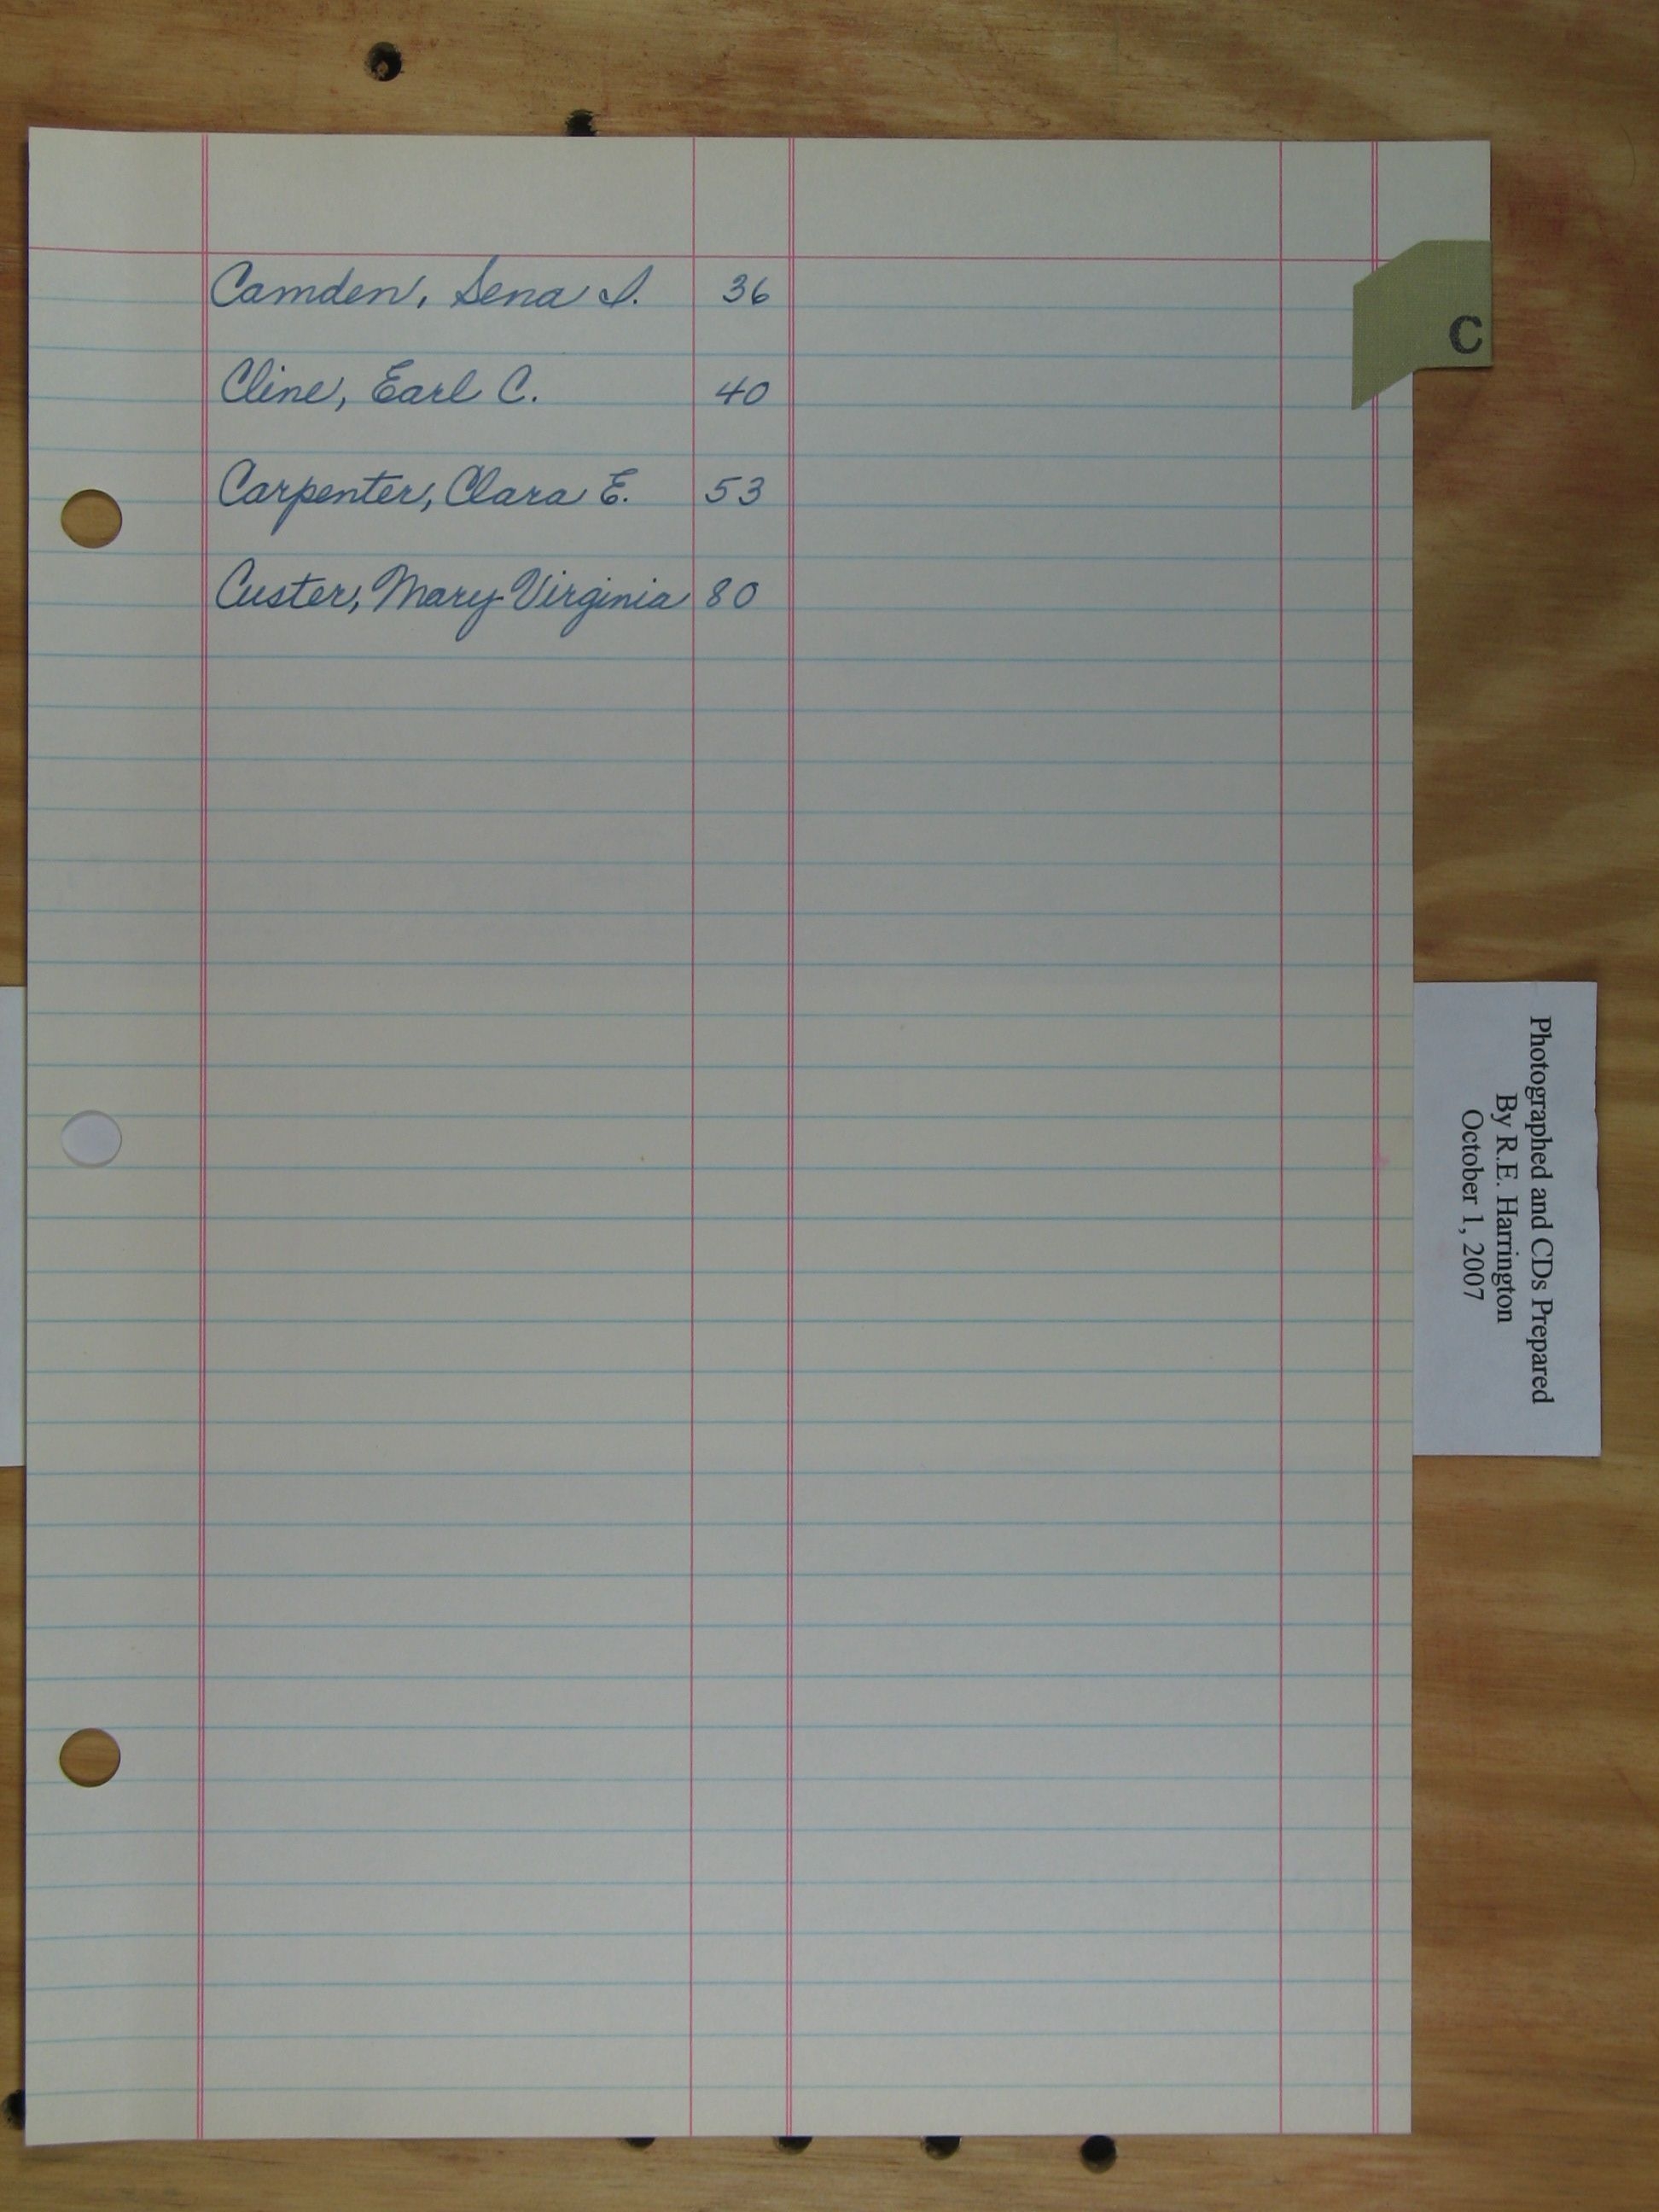 C
Camden, Sena I. 36
Cline, Earl C. 40
Carpenter, Clara E. 53
Custer, Mary Virginia 80
Photographed and CDs Prepared
By R.E. Harrington
October 1, 2007